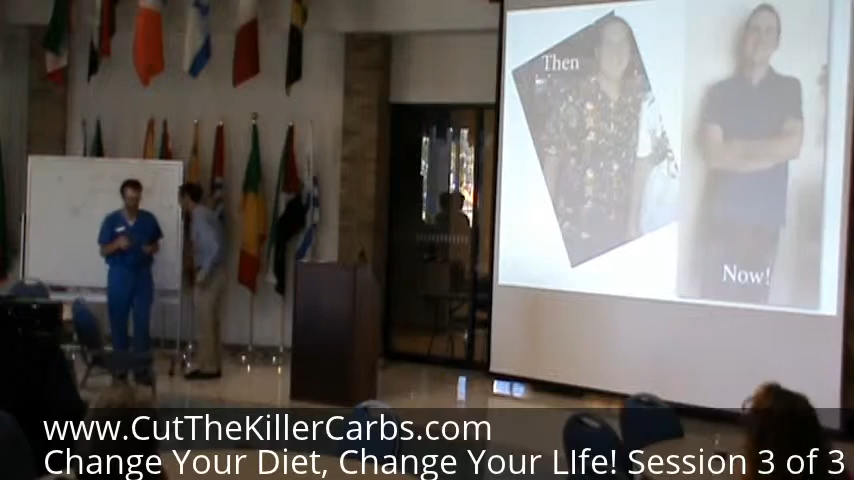 Then
Now!
www.CutTheKillerCarbs.com
Change Your Diet, Change Your LIfe! Session 3 of 3